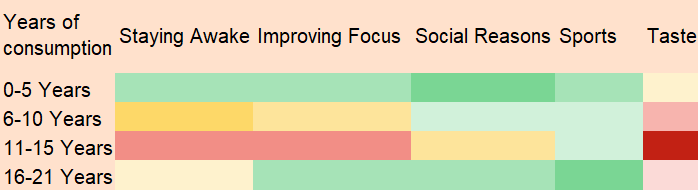 Years of
consumption Staying Awake Improving Focus Social Reasons Sports Taste
0-5 Years
6-10 Years
11-15 Years
16-21 Years